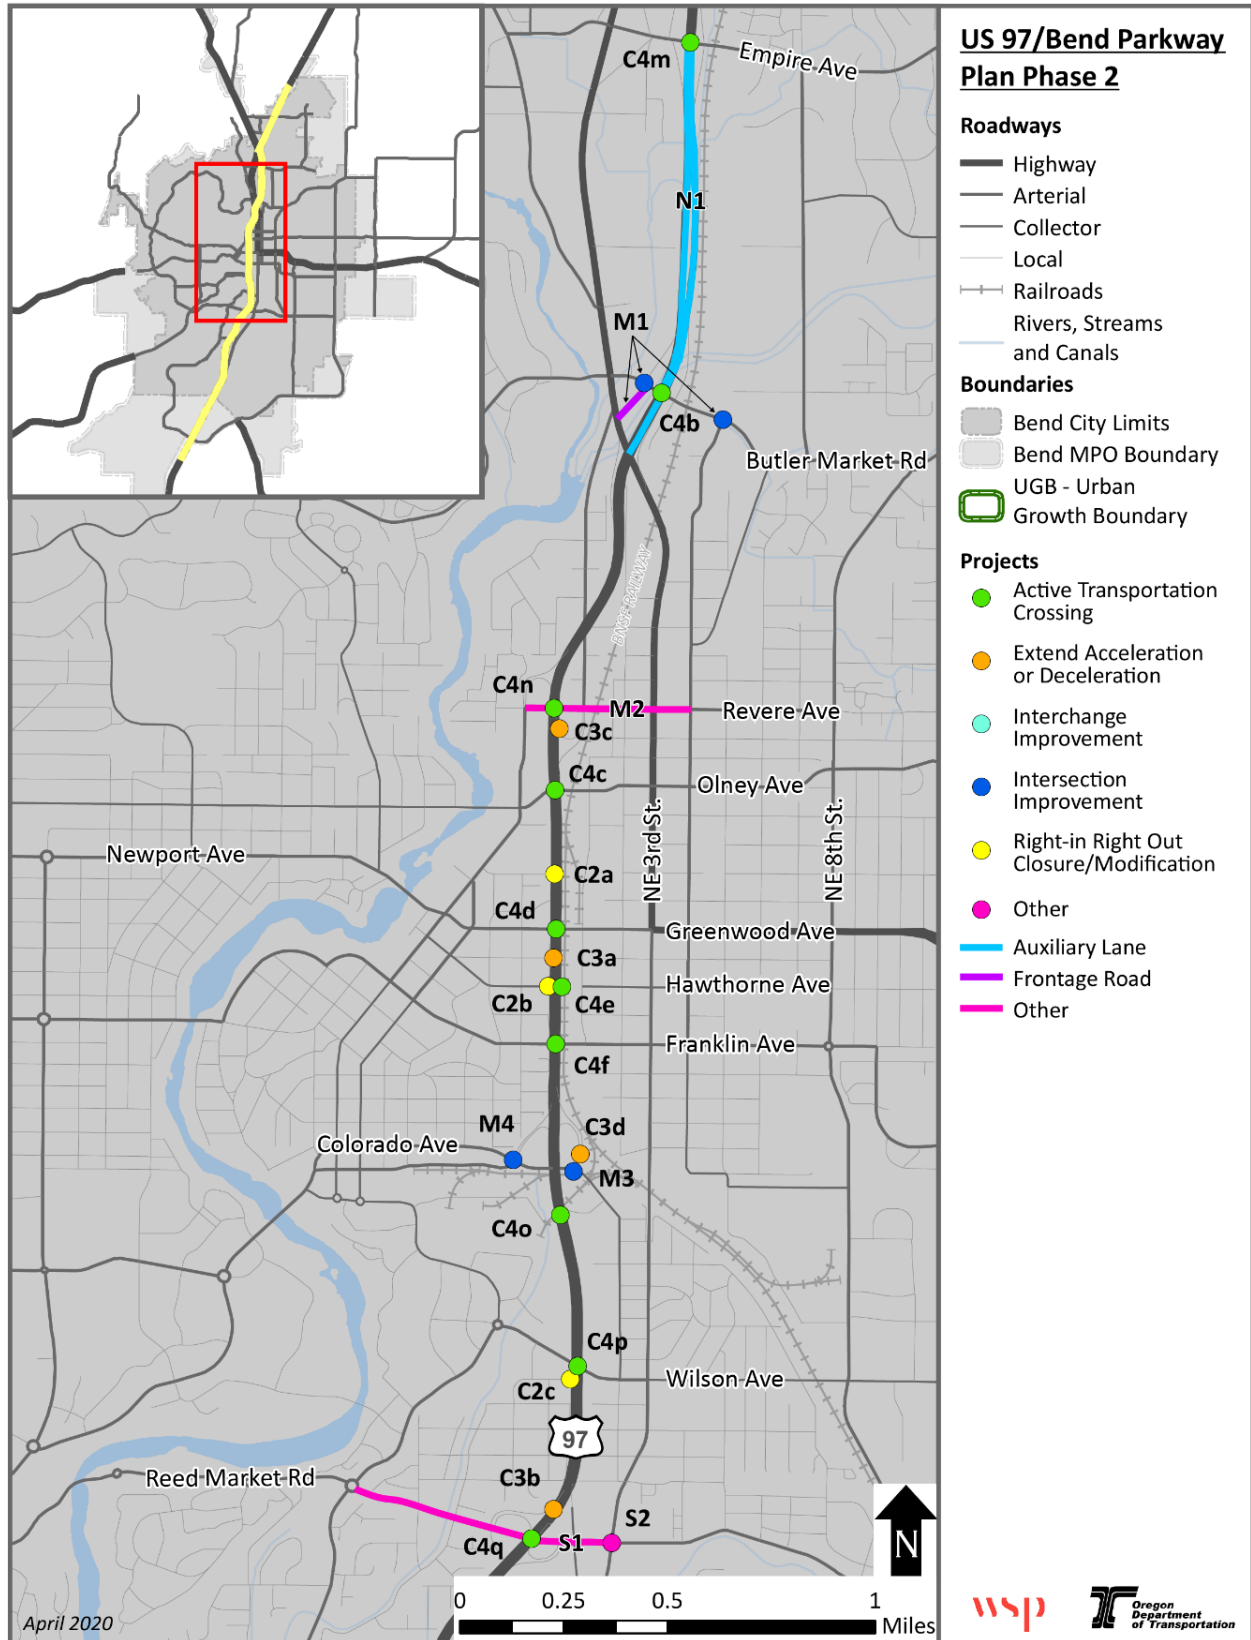 US 97/Bend Parkway
Plan Phase 2
Roadways
Highway
Arterial
Collector
Local
Railroads
Rivers, Streams
and Canals
Boundaries
Bend City Limits
Bend MPO Boundary
UGB - Urban
Growth Boundary
Projects
Active Transportation
Crossing
Extend Acceleration
or Deceleration
Interchange
Improvement
Intersection
Improvement
Right-in Right Out
Closure/Modification
Other
Auxiliary Lane
Frontage Road
Other
C4m
Empire Ave
N1
M1
C4b
Butler Market Rd
BNSF RAILWAY
C4n
M2
Revere Ave
C3c
C4c
Olney Ave
NE 3rd St.
NE 8th St.
Newport Ave
C2a
C4d
Greenwood Ave
C3a
Hawthorne Ave
C2b
C4e
Franklin Ave
C4f
M4
C3d
Colorado Ave
M3
C4o
C4p
Wilson Ave
C2c
97
Reed Market Rd
C3b
S2
C4q
S1
N
0 0.25 0.5 1
Miles
April 2020
wsp
Oregon
Department
of Transportation